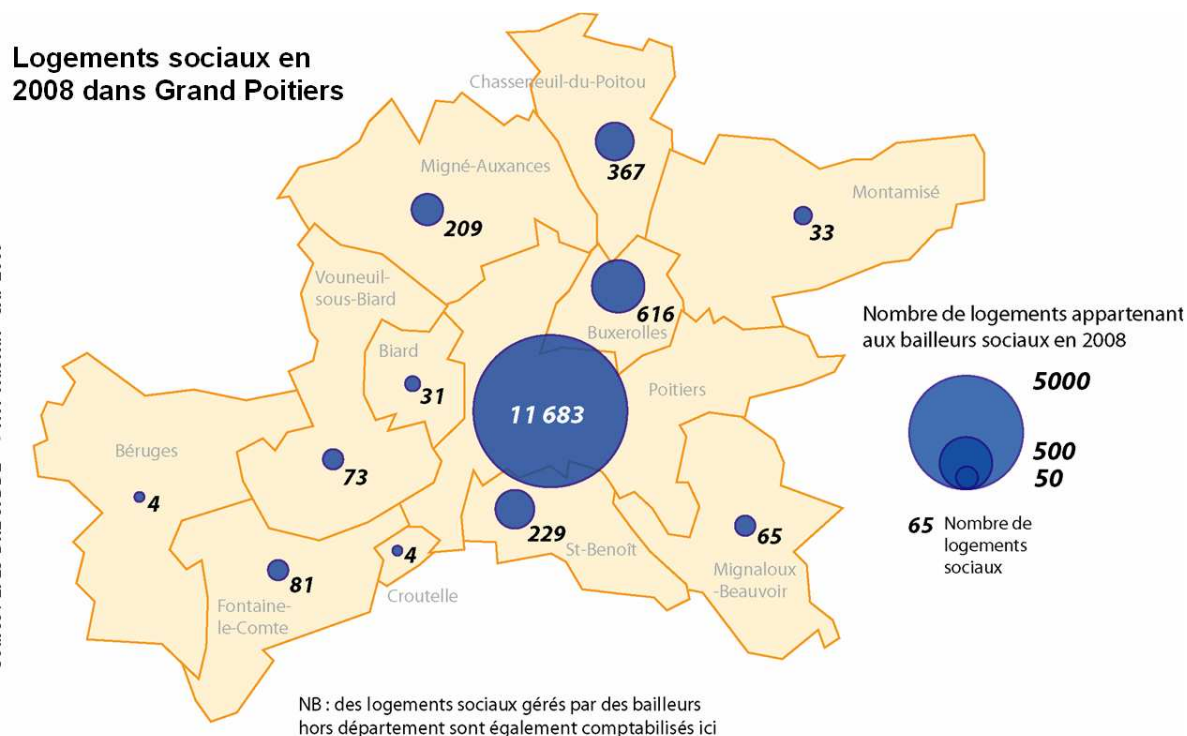 Logements sociaux en
2008 dans Grand Poitiers
Chasseneuil-du-Poitou
367
Migné-Auxances
209
Montamisé
33
Vouneuil-
sous-Biard
73
616
Buxerolles
Biard
31
11 683
Poitiers
Béruges
4
229
St-Benoît
65
Mignaloux
-Beauvoir
4
Croutelle
81
Fontaine-
le-Comte
Nombre de logements appartenant
aux bailleurs sociaux en 2008
5000
500
50
65 Nombre de
logements
sociaux
NB : des logements sociaux gérés par des bailleurs
hors département sont également comptabilisés ici